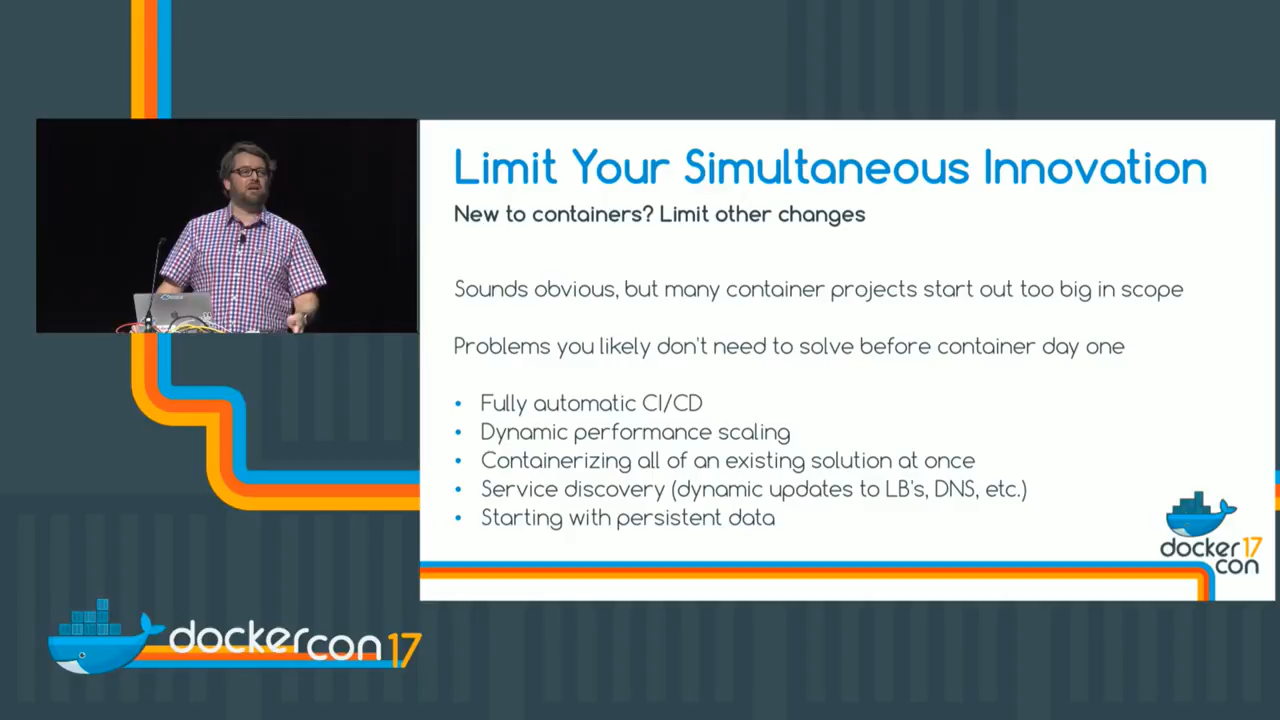 Limit Your Simultaneous Innovation
New to containers? Limit other changes
Sounds obvious, but many container projects start out too big in scope
Problems you likely don't need to solve before container day one
• Fully automatic CI/CD
• Dynamic performance scaling
• Containerizing all of an existing solution at once
• Service discovery (dynamic updates to LB's, DNS, etc.)
• Starting with persistent data
docker 17
con
dockercon 17